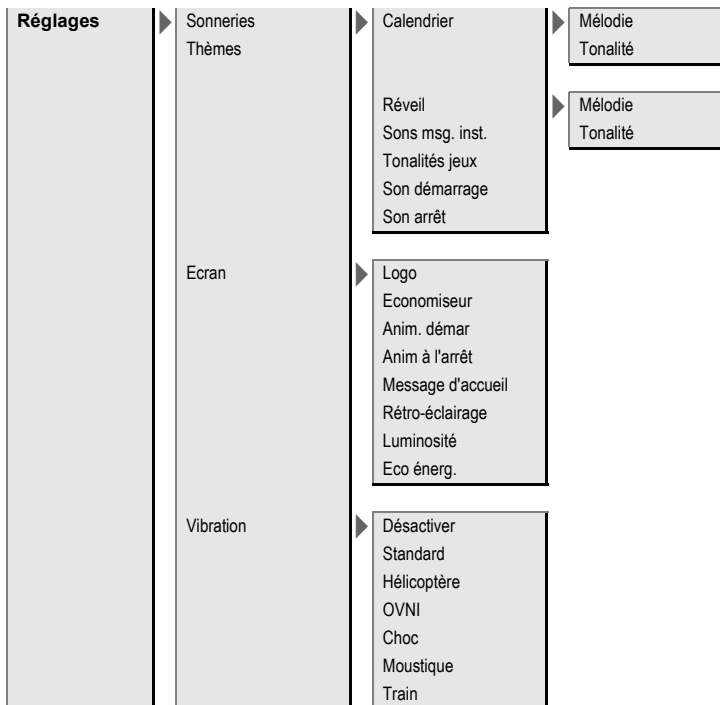 Réglages
Sonneries
Thèmes
Calendrier
Mélodie
Tonalité
Réveil
Sons msg. inst.
Tonalités jeux
Son démarrage
Son arrêt
Mélodie
Tonalité
Ecran
Logo
Economiseur
Anim. démar
Anim à l'arrêt
Message d'accueil
Rétro-éclairage
Luminosité
Eco énerg.
Vibration
Désactiver
Standard
Hélicoptère
OVNI
Choc
Moustique
Train